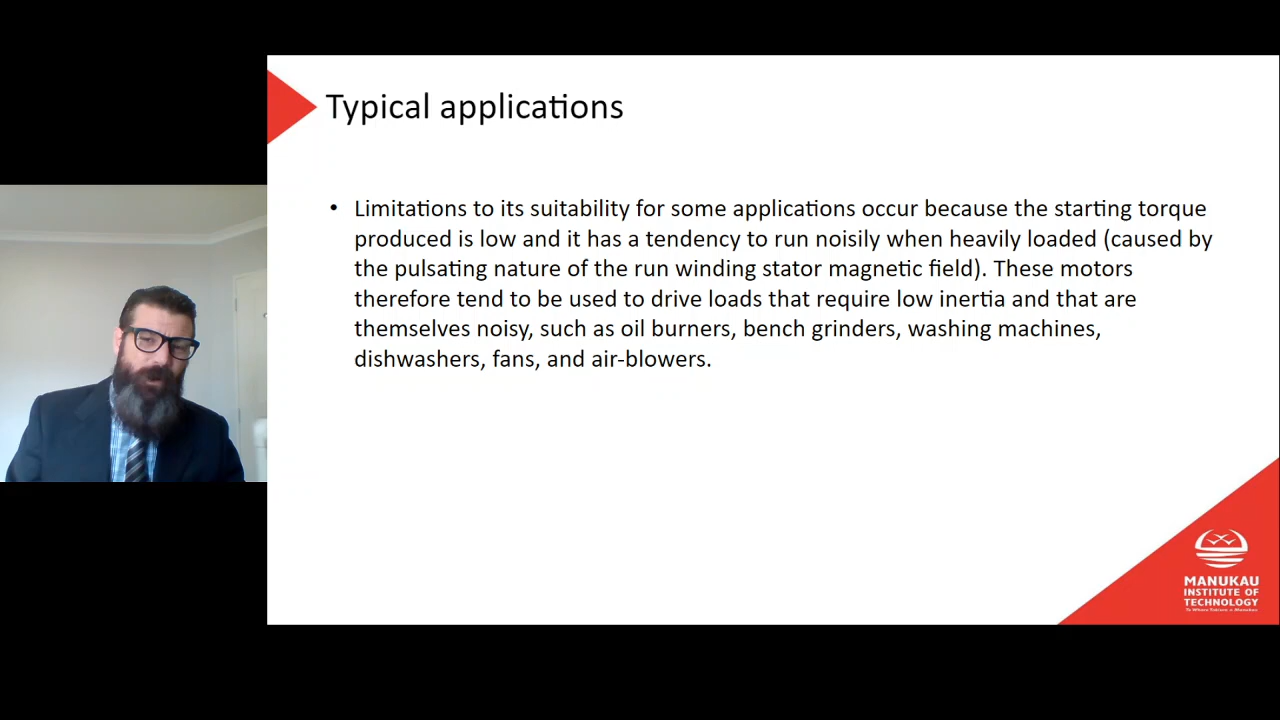 Typical applications
• Limitations to its suitability for some applications occur because the starting torque
produced is low and it has a tendency to run noisily when heavily loaded (caused by
the pulsating nature of the run winding stator magnetic field). These motors
therefore tend to be used to drive loads that require low inertia and that are
themselves noisy, such as oil burners, bench grinders, washing machines,
dishwashers, fans, and air-blowers.
MANUKAU
INSTITUTE OF
TECHNOLOGY